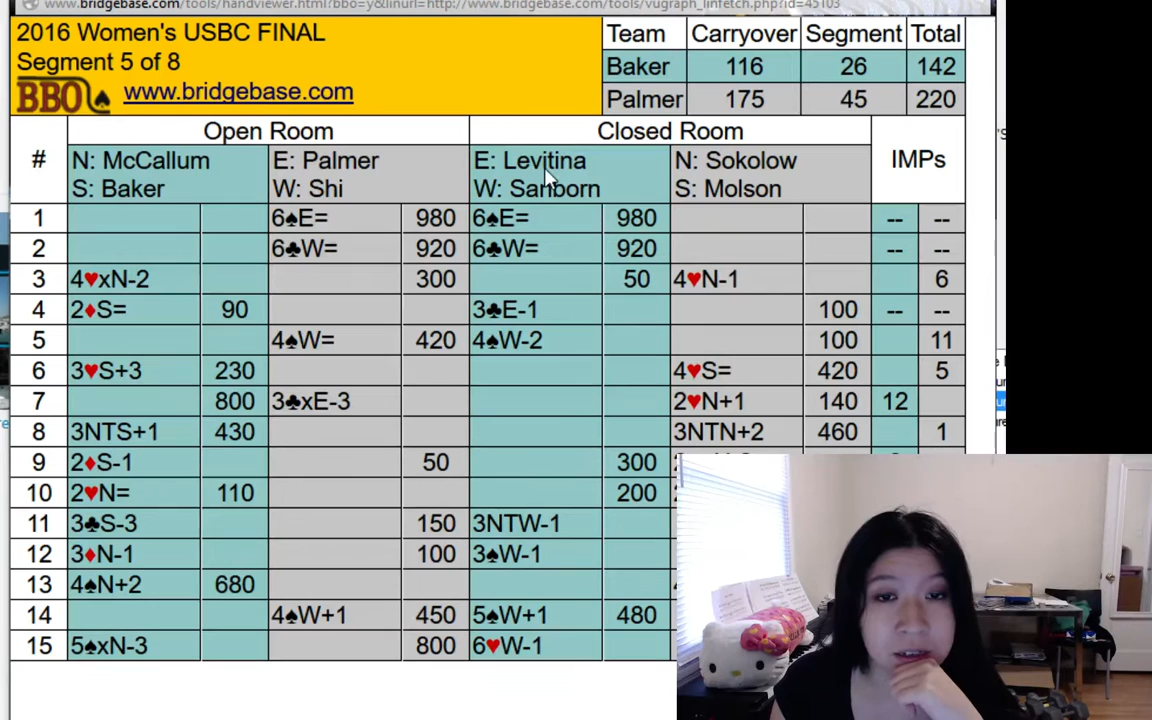 www.bridgebase.com/tools/handviewer.html?bbo=y&linurl=http://www.bridgebase.com/tools/vugraph_linfetch.php?id=45103
2016 Women's USBC FINAL
Segment 5 of 8
BBO♠ www.bridgebase.com
Team Carryover Segment Total
Baker 116 26 142
Palmer 175 45 220
Open Room Closed Room
# N: McCallum E: Palmer E: Levitina N: Sokolow IMPs
S: Baker W: Shi W: Sanborn S: Molson
1 6♠E= 980 6♠E= 980 -- --
2 6♣W= 920 6♣W= 920 -- --
3 4♥xN-2 300 50 4♥N-1 6
4 2♦S= 90 3♣E-1 100 -- --
5 4♠W= 420 4♠W-2 100 11
6 3♥S+3 230 4♥S= 420 5
7 800 3♣xE-3 2♥N+1 140 12
8 3NTS+1 430 3NTN+2 460 1
9 2♦S-1 50 300
10 2♥N= 110 200
11 3♣S-3 150 3NTW-1
12 3♦N-1 100 3♠W-1
13 4♠N+2 680
14 4♠W+1 450 5♠W+1 480
15 5♠xN-3 800 6♥W-1